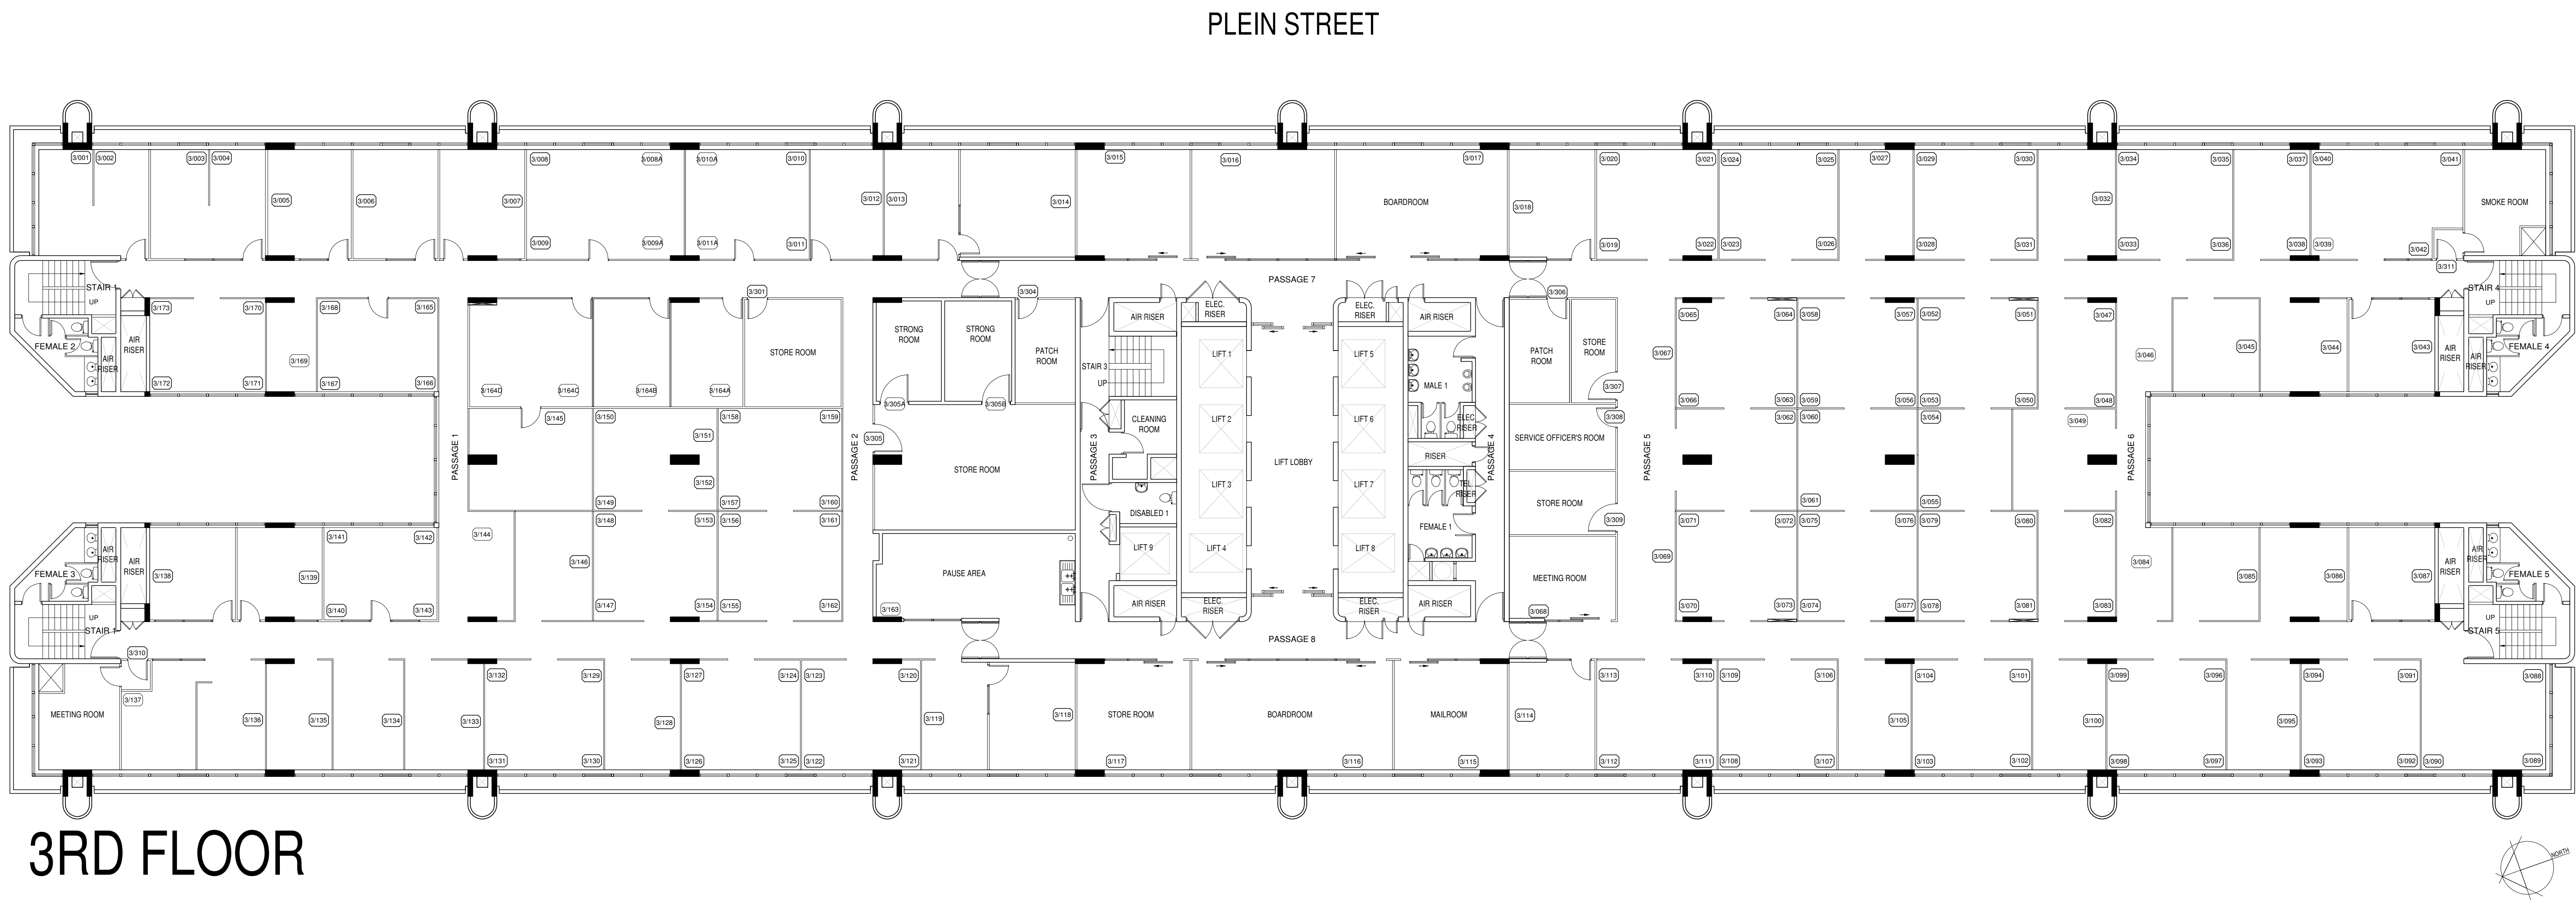 PLEIN STREET
3/001 3/002 3/003 3/004 3/008 3/008A 3/010A 3/010 3/015 3/016 3/017 3/020 3/021 3/024 3/025 3/027 3/029 3/030 3/034 3/035 3/037 3/040 3/041
3/005 3/006 3/007 3/012 3/013 3/014 BOARDROOM 3/018 3/032 SMOKE ROOM
3/009 3/009A 3/011A 3/011 3/019 3/022 3/023 3/026 3/028 3/031 3/033 3/036 3/038 3/039 3/042
3/311
PASSAGE 7
STAIR 1 3/301 3/304 3/306 STAIR 4
UP UP
3/173 3/170 3/168 3/165 ELEC. RISER ELEC. RISER
AIR RISER AIR RISER 3/065 3/064 3/058 3/057 3/052 3/051 3/047
STRONG ROOM STRONG ROOM
FEMALE 2 AIR RISER AIR RISER 3/169 STORE ROOM PATCH ROOM LIFT 1 LIFT 5 PATCH ROOM STORE ROOM 3/067 3/046 3/045 3/044 3/043 AIR RISER AIR RISER FEMALE 4
STAIR 3
UP
3/172 3/171 3/167 3/166 MALE 1 3/307
3/164D 3/164C 3/164B 3/164A 3/305A 3/305B 3/066 3/063 3/059 3/056 3/053 3/050 3/048
3/145 3/150 3/158 3/159 CLEANING ROOM LIFT 2 LIFT 6 ELEC. RISER 3/308 3/062 3/060 3/054 3/049
3/151 3/305 SERVICE OFFICER'S ROOM
PASSAGE 1 PASSAGE 2 PASSAGE 3 LIFT LOBBY RISER PASSAGE 4 PASSAGE 5 PASSAGE 6
STORE ROOM
3/152 LIFT 3 LIFT 7 TEL. RISER
3/149 3/157 3/160 STORE ROOM 3/061 3/055
3/148 3/153 3/156 3/161 DISABLED 1 FEMALE 1 3/309 3/071 3/072 3/075 3/076 3/079 3/080 3/082
3/144 3/141 3/142
AIR RISER AIR RISER LIFT 9 LIFT 4 LIFT 8 AIR RISER AIR RISER
FEMALE 3 3/138 3/139 3/146 PAUSE AREA MEETING ROOM 3/069 3/084 3/085 3/086 3/087 FEMALE 5
3/140 3/143 3/147 3/154 3/155 3/162 3/163 AIR RISER ELEC. RISER ELEC. RISER AIR RISER 3/068 3/070 3/073 3/074 3/077 3/078 3/081 3/083
UP UP
STAIR 1 STAIR 5
PASSAGE 8
3/310
3/132 3/129 3/127 3/124 3/123 3/120 3/113 3/110 3/109 3/106 3/104 3/101 3/099 3/096 3/094 3/091 3/088
3/137
MEETING ROOM 3/136 3/135 3/134 3/133 3/128 3/119 3/118 STORE ROOM BOARDROOM MAILROOM 3/114 3/105 3/100 3/095
3/131 3/130 3/126 3/125 3/122 3/121 3/117 3/116 3/115 3/112 3/111 3/108 3/107 3/103 3/102 3/098 3/097 3/093 3/092 3/090 3/089
3RD FLOOR
NORTH